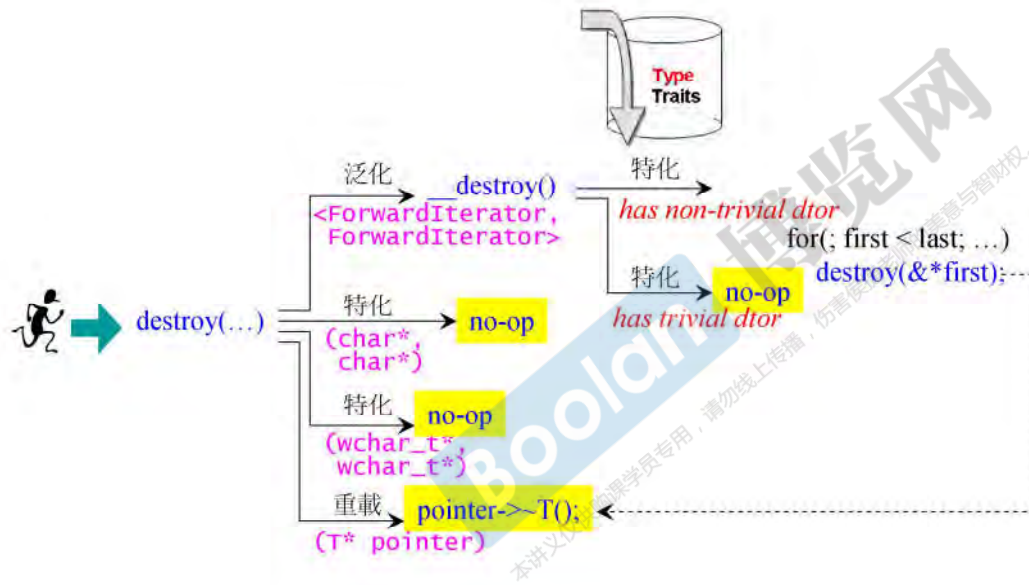 Type
Traits
泛化
__destroy()
<ForwardIterator,
ForwardIterator>
特化
has non-trivial dtor
for(; first < last; …)
destroy(&*first);
特化
no-op
has trivial dtor
destroy(…)
特化
no-op
(char*,
char*)
特化
no-op
(wchar_t*,
wchar_t*)
重載
pointer->~T();
(T* pointer)
Boolan 博览网